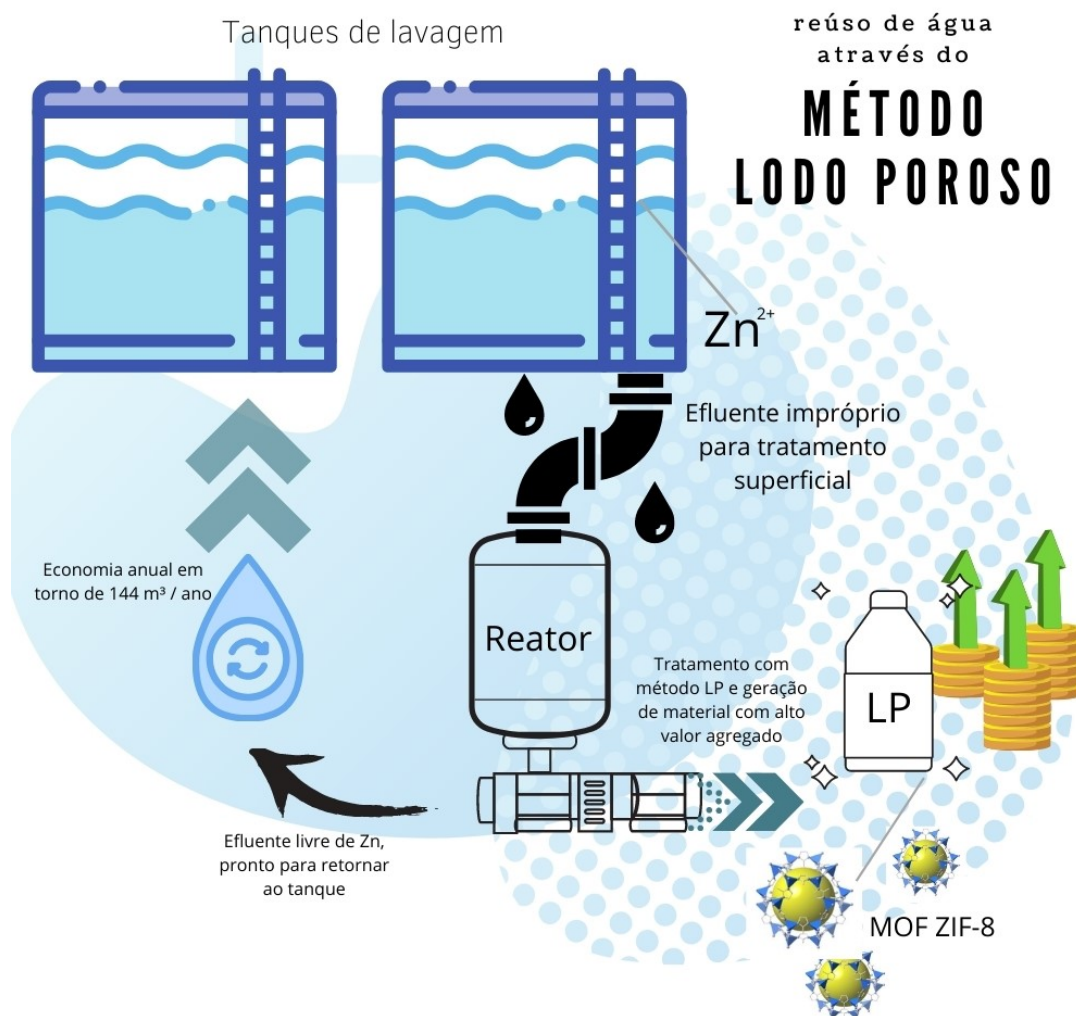 Tanques de lavagem
reúso de água
através do
MÉTODO
LODO POROSO
Zn2+
Efluente impróprio
para tratamento
superficial
Economia anual em
torno de 144 m³ / ano
Reator
Tratamento com
método LP e geração
de material com alto
valor agregado
LP
Efluente livre de Zn,
pronto para retornar
ao tanque
MOF ZIF-8